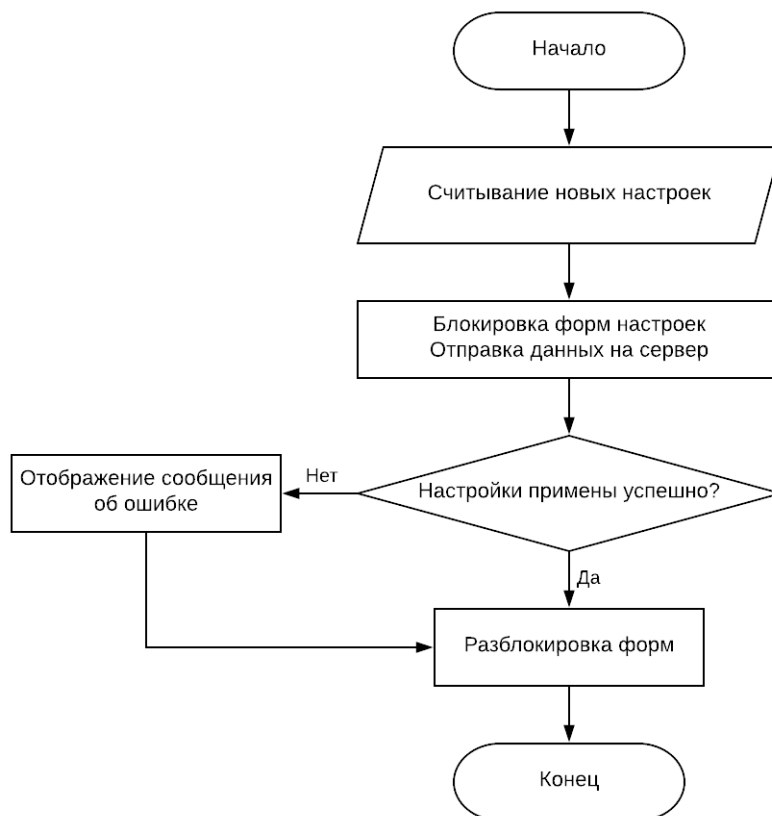 Начало
Считывание новых настроек
Блокировка форм настроек
Отправка данных на сервер
Отображение сообщения
об ошибке
Нет
Настройки примены успешно?
Да
Разблокировка форм
Конец